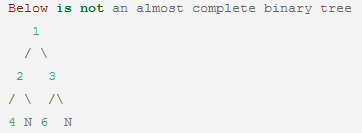 Below is not an almost complete binary tree
1
/ \
2 3
/ \ /\
4 N 6 N